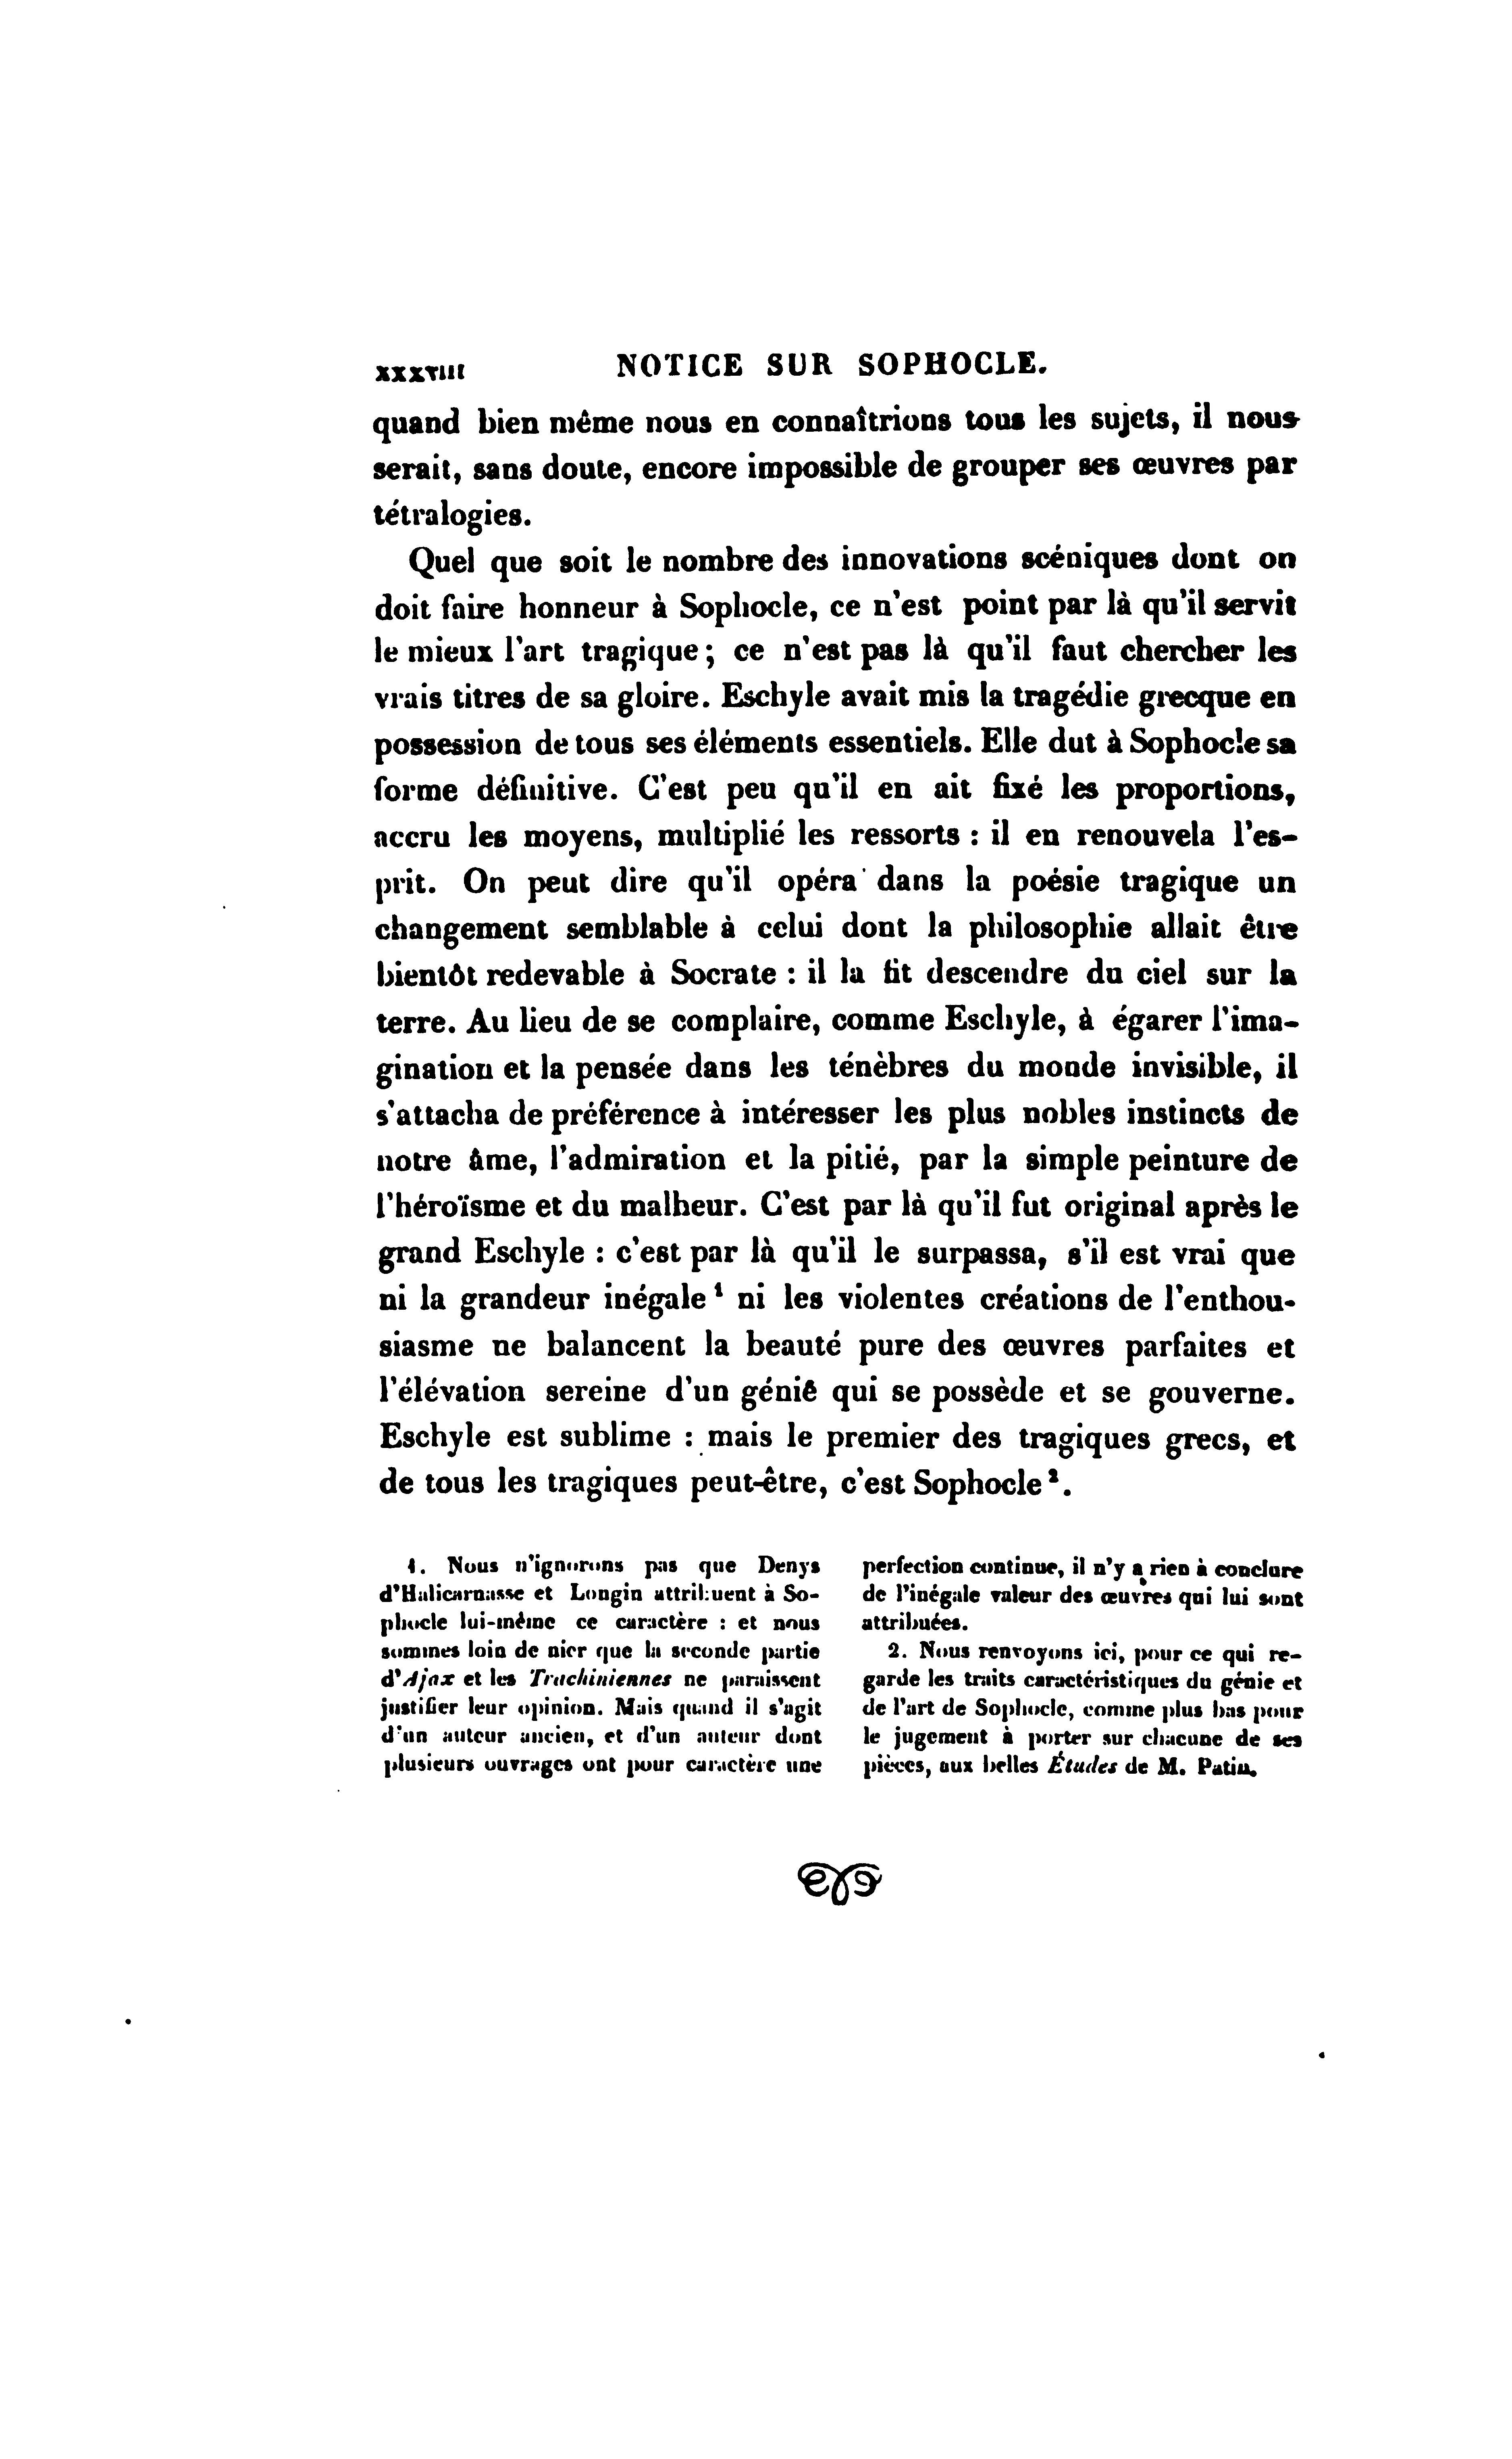 XXXVIII NOTICE SUR SOPHOCLE.
quand bien même nous en connaîtrions tous les sujets, il nous
serait, sans doute, encore impossible de grouper ses œuvres par
tétralogies.
Quel que soit le nombre des innovations scéniques dont on
doit faire honneur à Sophocle, ce n'est point par là qu'il servit
le mieux l'art tragique; ce n'est pas là qu'il faut chercher les
vrais titres de sa gloire. Eschyle avait mis la tragédie grecque en
possession de tous ses éléments essentiels. Elle dut à Sophocle sa
forme définitive. C'est peu qu'il en ait fixé les proportions,
accru les moyens, multiplié les ressorts : il en renouvela l'es-
prit. On peut dire qu'il opéra dans la poésie tragique un
changement semblable à celui dont la philosophie allait être
bientôt redevable à Socrate : il la fit descendre du ciel sur la
terre. Au lieu de se complaire, comme Eschyle, à égarer l'ima-
gination et la pensée dans les ténèbres du monde invisible, il
s'attacha de préférence à intéresser les plus nobles instincts de
notre âme, l'admiration et la pitié, par la simple peinture de
l'héroïsme et du malheur. C'est par là qu'il fut original après le
grand Eschyle : c'est par là qu'il le surpassa, s'il est vrai que
ni la grandeur inégale¹ ni les violentes créations de l'enthou-
siasme ne balancent la beauté pure des œuvres parfaites et
l'élévation sereine d'un génie qui se possède et se gouverne.
Eschyle est sublime : mais le premier des tragiques grecs, et
de tous les tragiques peut-être, c'est Sophocle².
1. Nous n'ignorons pas que Denys
d'Halicarnasse et Longin attribuent à So-
phocle lui-même ce caractère : et nous
sommes loin de nier que la seconde partie
d'Ajax et les Trachiniennes ne paraissent
justifier leur opinion. Mais quand il s'agit
d'un auteur ancien, et d'un auteur dont
plusieurs ouvrages ont pour caractère une
perfection continue, il n'y a rien à conclure
de l'inégale valeur des œuvres qui lui sont
attribuées.
2. Nous renvoyons ici, pour ce qui re-
garde les traits caractéristiques du génie et
de l'art de Sophocle, comme plus bas pour
le jugement à porter sur chacune de ses
pièces, aux belles Études de M. Patin.